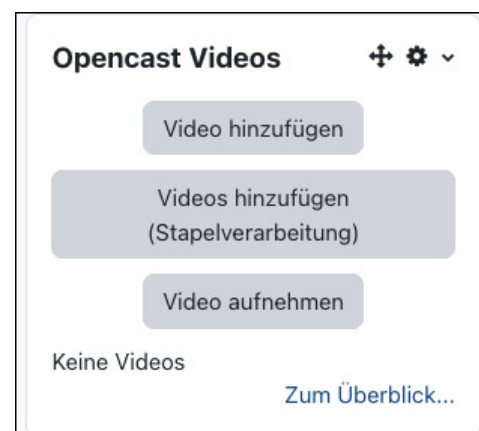 Opencast Videos
Video hinzufügen
Videos hinzufügen
(Stapelverarbeitung)
Video aufnehmen
Keine Videos
Zum Überblick...